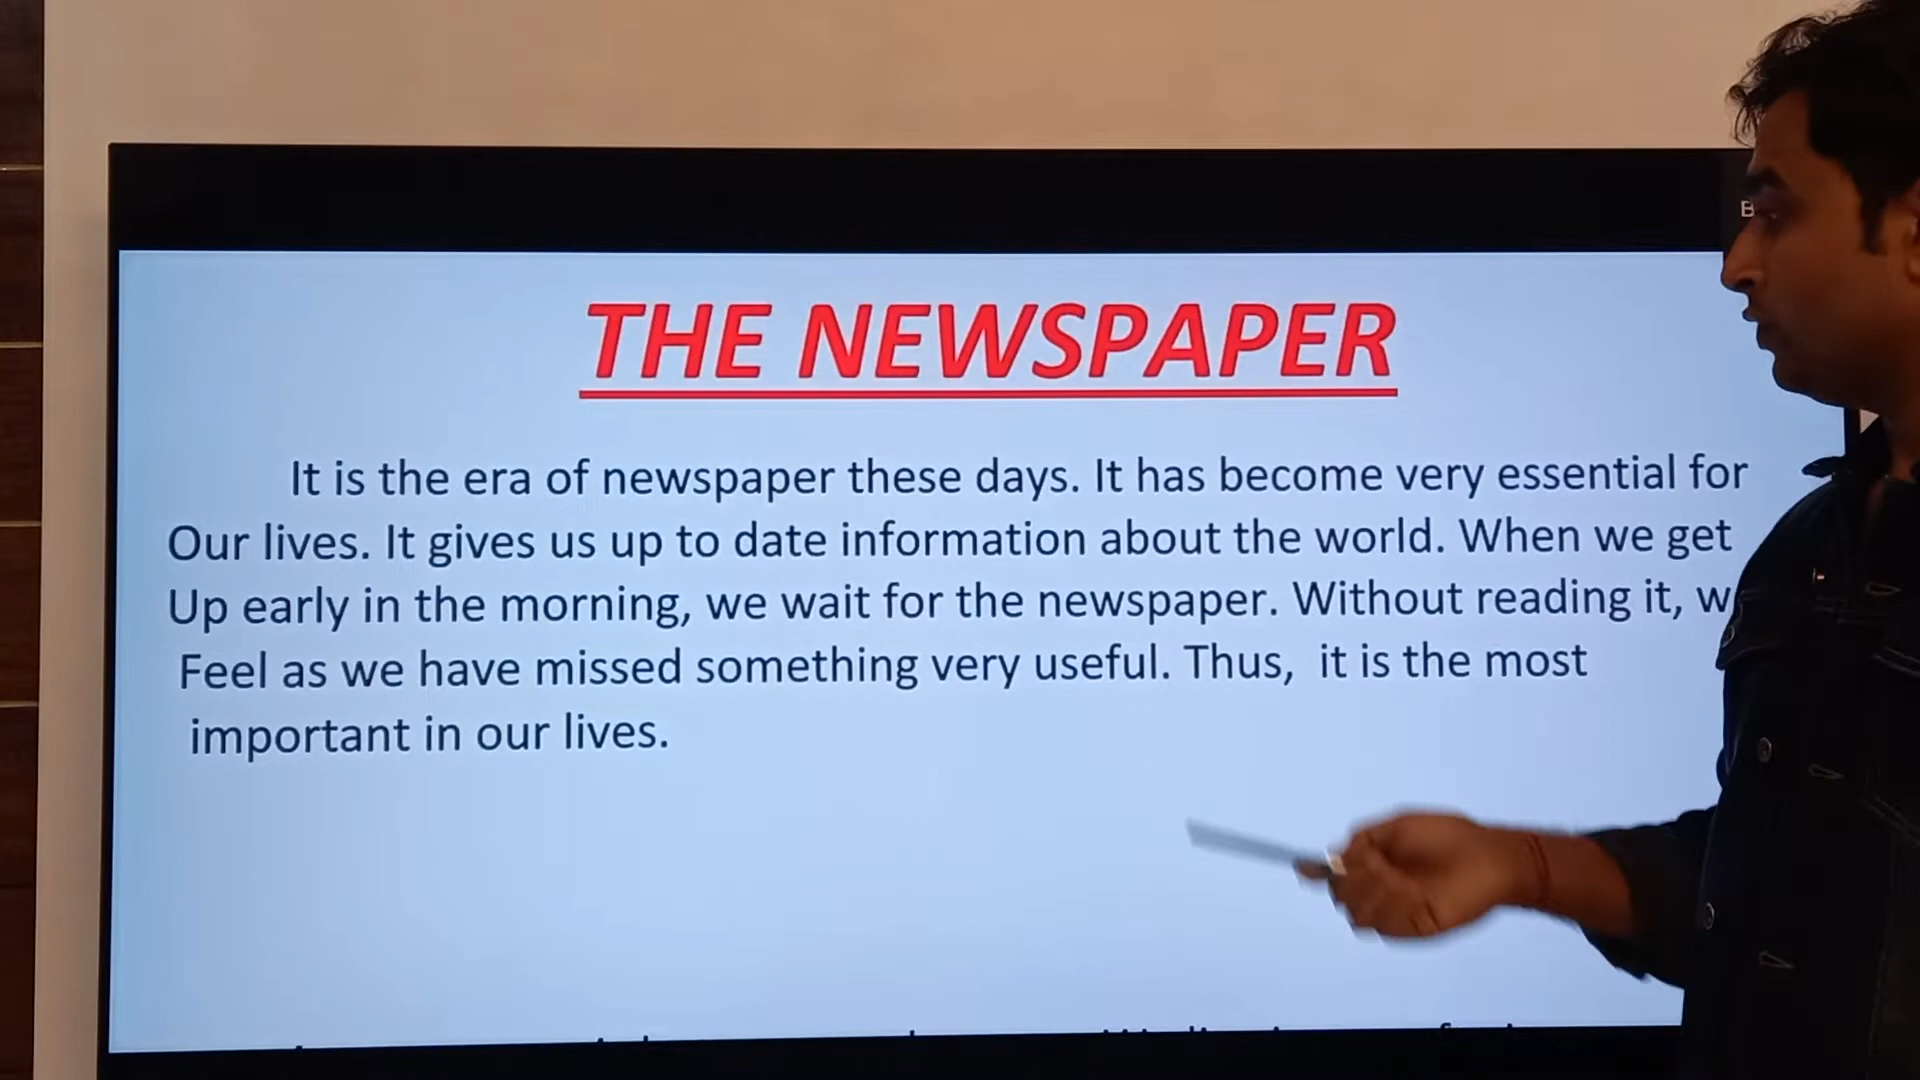 THE NEWSPAPER
It is the era of newspaper these days. It has become very essential for
Our lives. It gives us up to date information about the world. When we get
Up early in the morning, we wait for the newspaper. Without reading it,
Feel as we have missed something very useful. Thus, it is the most
important in our lives.